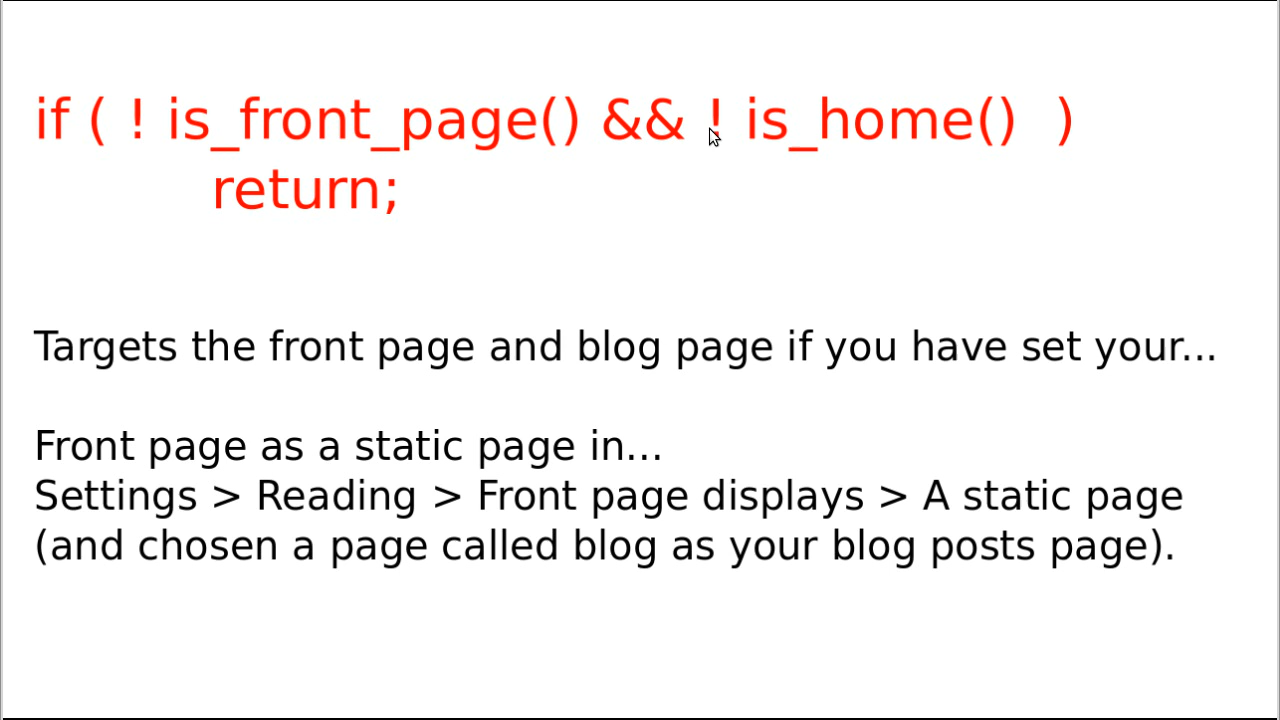 if ( ! is_front_page() && ! is_home()  )
return;
Targets the front page and blog page if you have set your...
Front page as a static page in...
Settings > Reading > Front page displays > A static page
(and chosen a page called blog as your blog posts page).